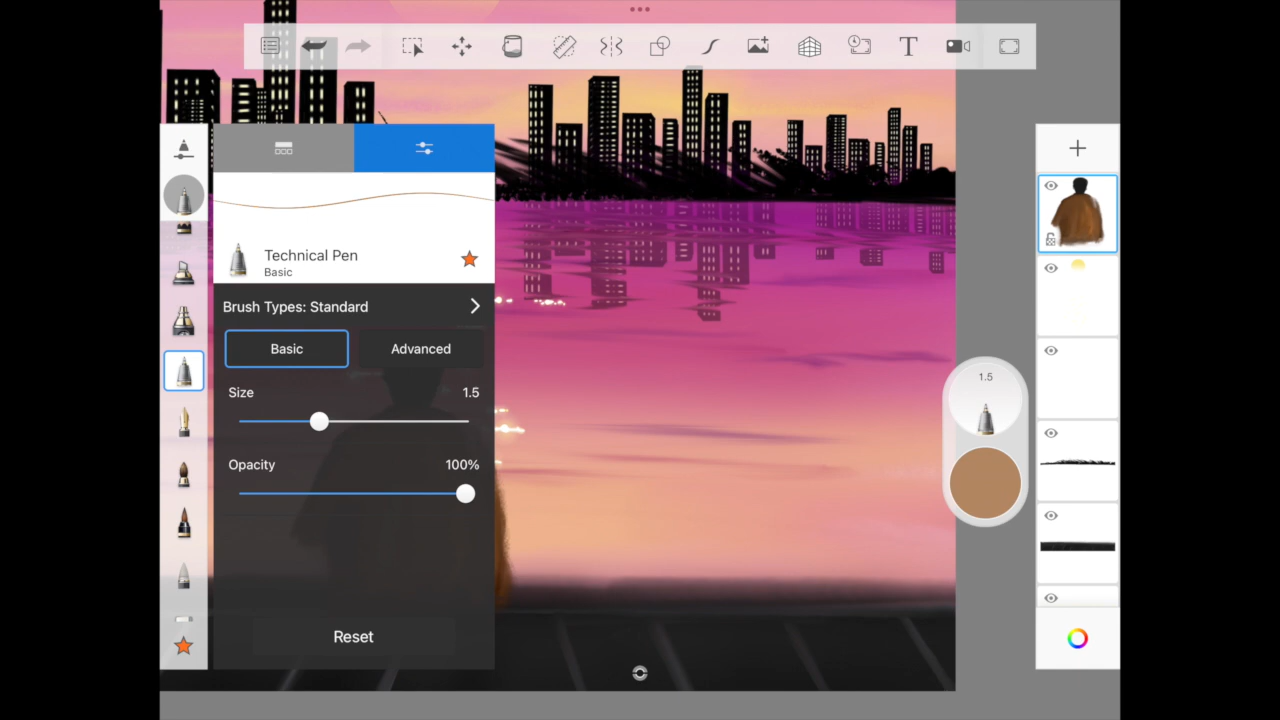 T
Technical Pen
Basic
Brush Types: Standard
Basic Advanced
Size 1.5
Opacity 100%
Reset
1.5